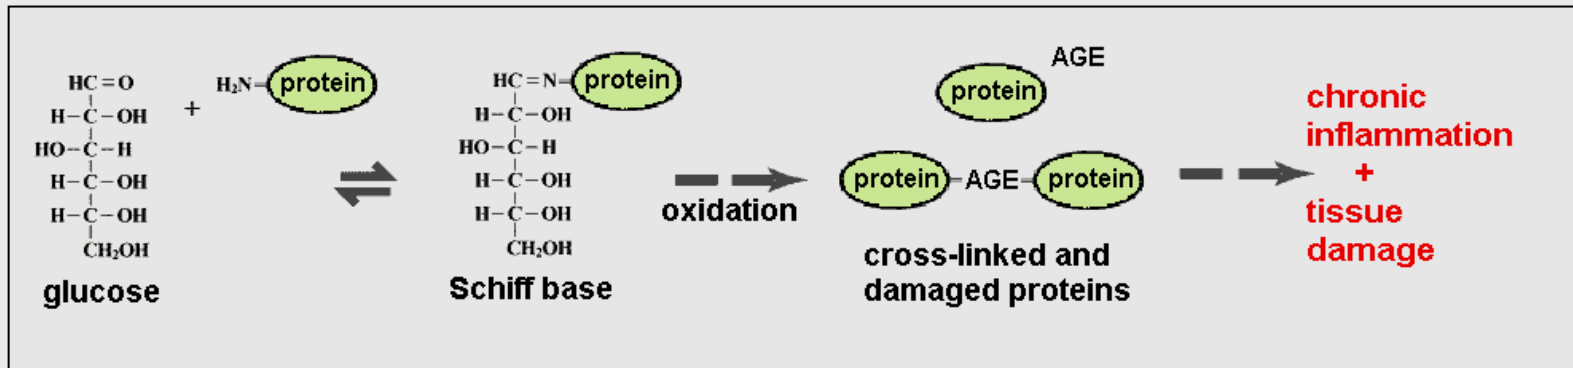 HC=O
H-C-OH
HO-C-H
H-C-OH
H-C-OH
CH₂OH
glucose
+
H₂N-protein
HC=N-protein
H-C-OH
HO-C-H
H-C-OH
H-C-OH
CH₂OH
Schiff base
oxidation
protein AGE
protein-AGE-protein
cross-linked and
damaged proteins
chronic
inflammation
+
tissue
damage